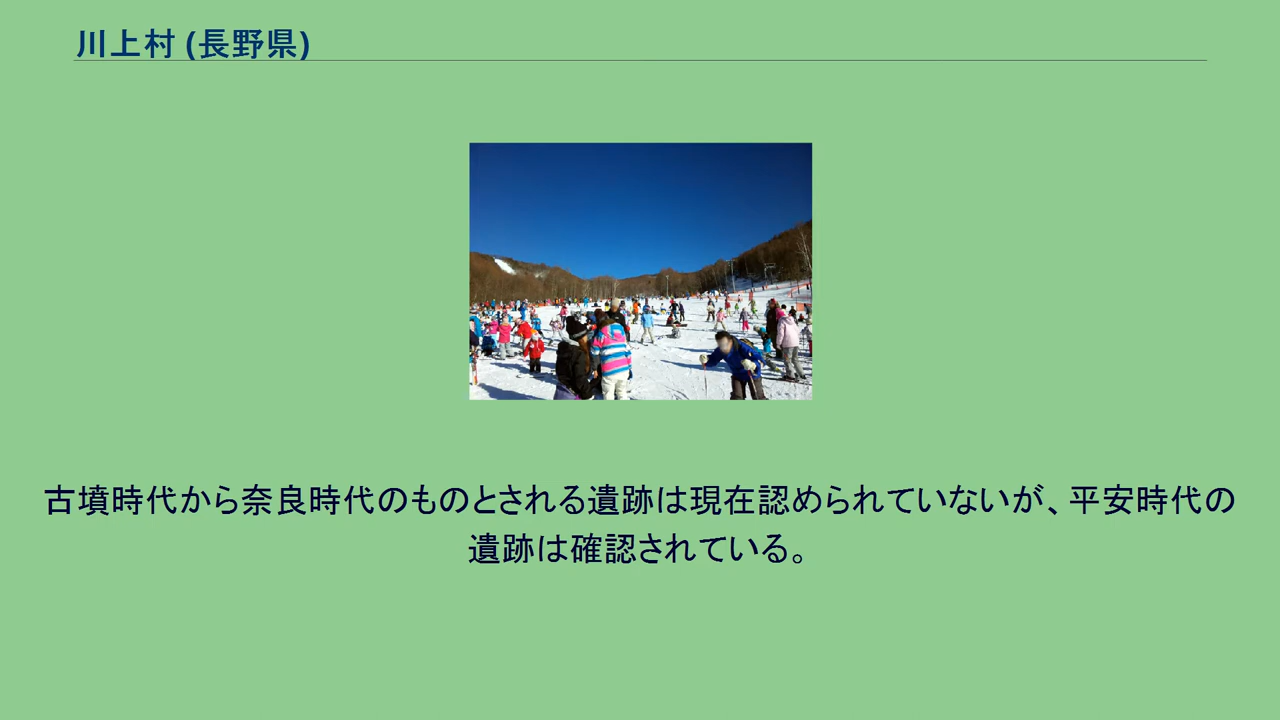 川上村 (長野県)
古墳時代から奈良時代のものとされる遺跡は現在認められていないが、平安時代の
遺跡は確認されている。